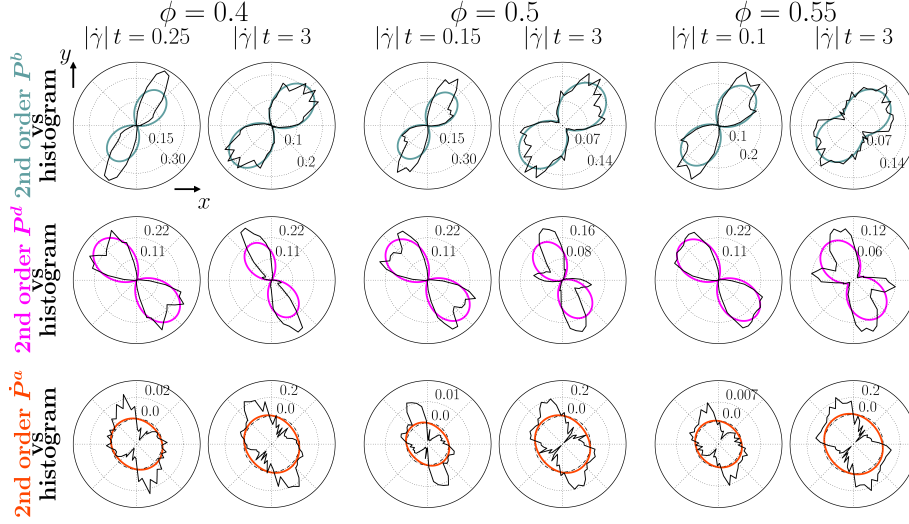 ϕ = 0.4 ϕ = 0.5 ϕ = 0.55
|γ̇| t = 0.25 |γ̇| t = 3 |γ̇| t = 0.15 |γ̇| t = 3 |γ̇| t = 0.1 |γ̇| t = 3
y
x
2nd order P^b
vs
histogram
0.15 0.1 0.15 0.07 0.1 0.07
0.30 0.2 0.30 0.14 0.2 0.14
2nd order P^d
vs
histogram
0.22 0.22 0.22 0.16 0.22 0.12
0.11 0.11 0.11 0.08 0.11 0.06
2nd order Ṗ^a
vs
histogram
0.02 0.2 0.01 0.2 0.007 0.2
0.0 0.0 0.0 0.0 0.0 0.0